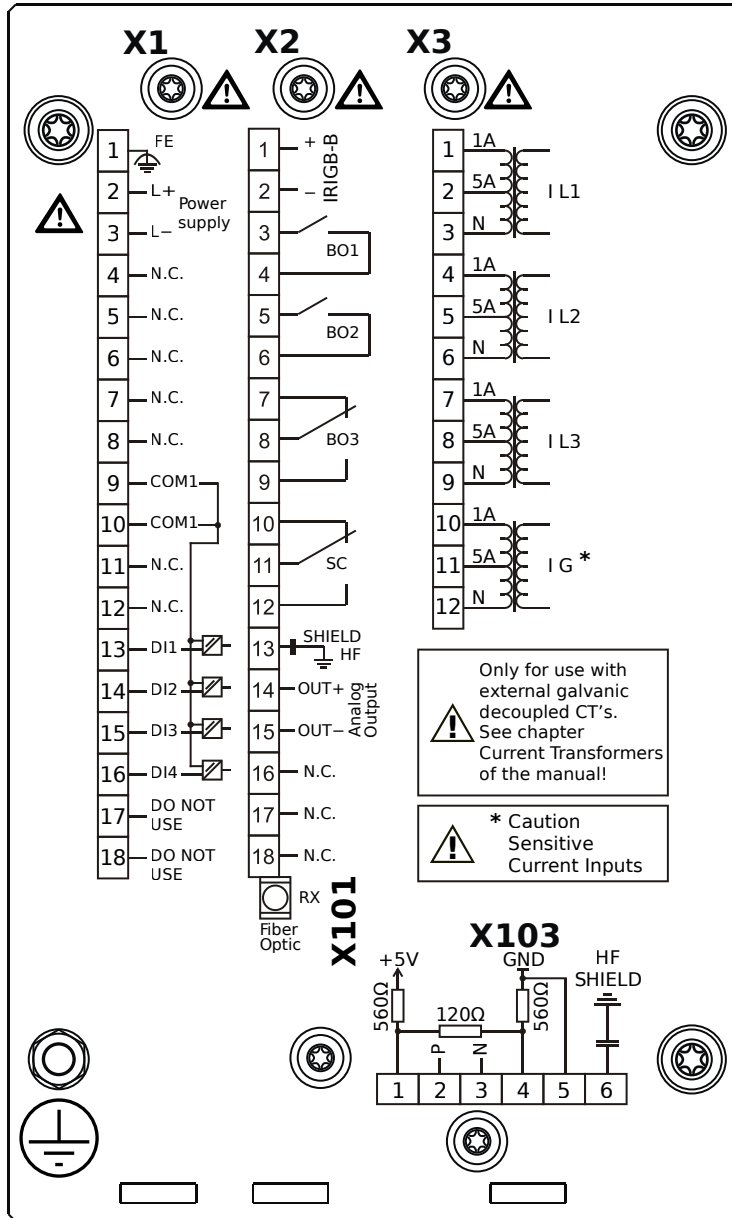 X1 X2 X3
1 FE
2 L+
3 L−
Power
supply
4 N.C.
5 N.C.
6 N.C.
7 N.C.
8 N.C.
9 COM1
10 COM1
11 N.C.
12 N.C.
13 DI1
14 DI2
15 DI3
16 DI4
17 DO NOT
USE
18 DO NOT
USE
1 +
2 −
IRIGB-B
3
4
BO1
5
6
BO2
7
8
9
BO3
10
11
12
SC
13 SHIELD
HF
14 OUT+
15 OUT−
Analog
Output
16 N.C.
17 N.C.
18 N.C.
RX
Fiber
Optic
X101
1 1A
2 5A
3 N
I L1
4 1A
5 5A
6 N
I L2
7 1A
8 5A
9 N
I L3
10 1A
11 5A
12 N
I G *
! Only for use with
external galvanic
decoupled CT's.
See chapter
Current Transformers
of the manual!
! * Caution
Sensitive
Current Inputs
X103
+5V GND HF
SHIELD
560Ω 120Ω 560Ω
P N
1 2 3 4 5 6